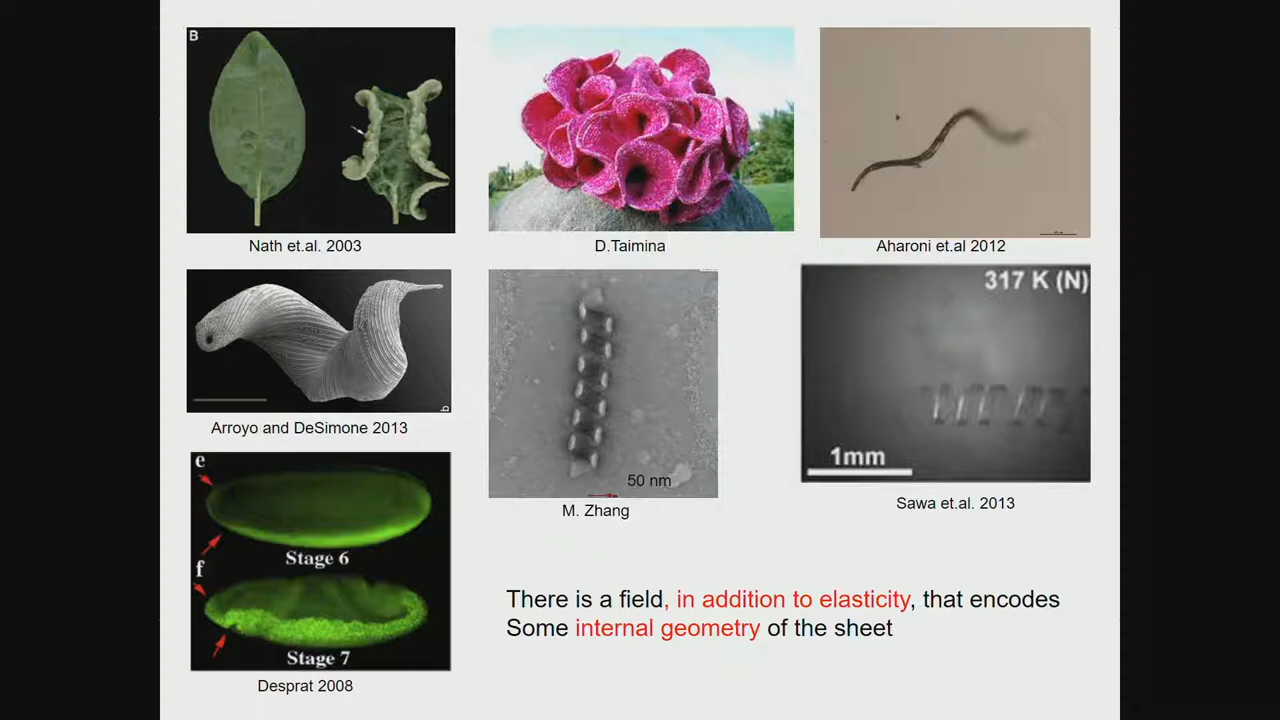 B
Nath et.al. 2003
D.Taimina
Aharoni et.al 2012
317 K (N)
1mm
Arroyo and DeSimone 2013
b
50 nm
M. Zhang
Sawa et.al. 2013
e
Stage 6
f
Stage 7
Desprat 2008
There is a field, in addition to elasticity, that encodes
Some internal geometry of the sheet